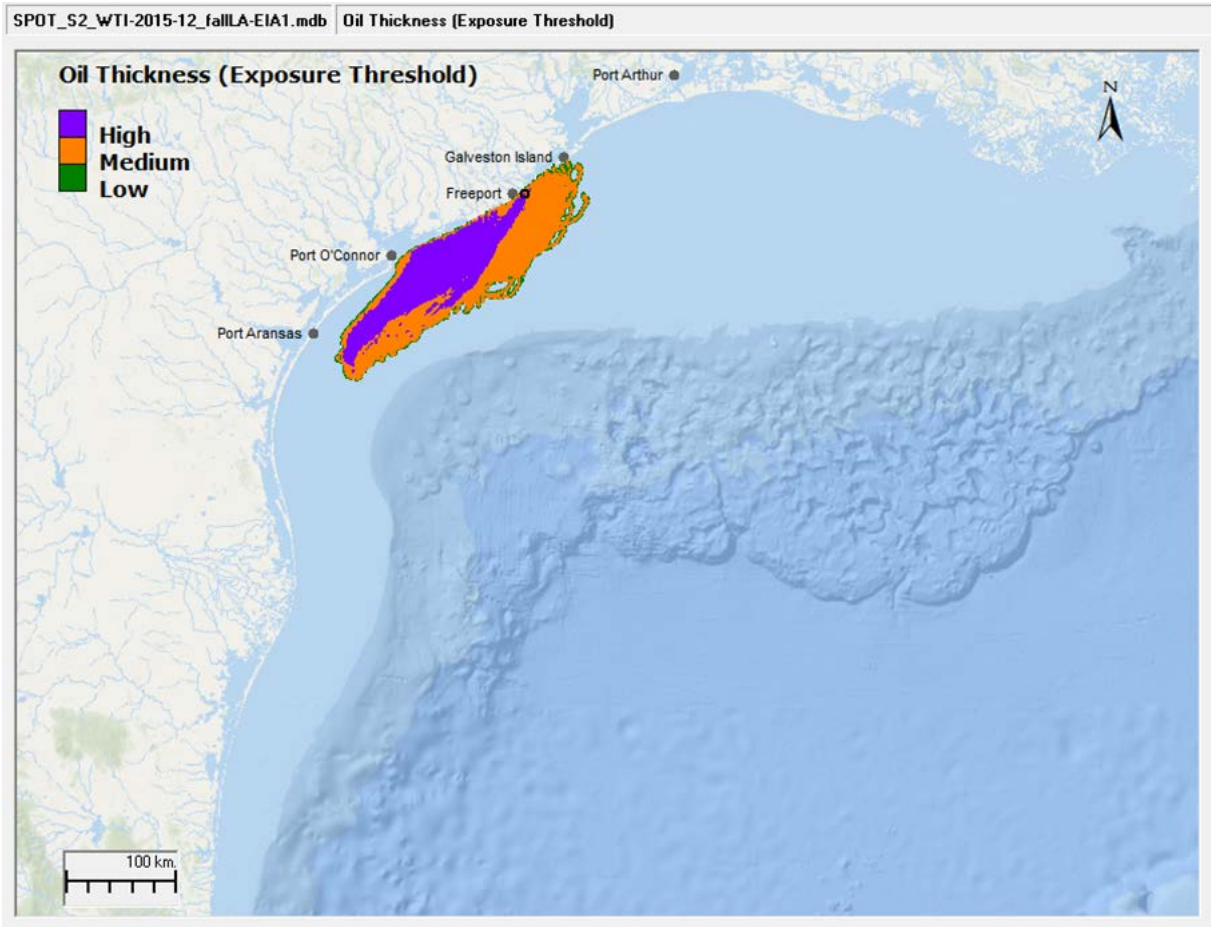 SPOT_S2_WTI-2015-12_fallLA-EIA1.mdb Oil Thickness (Exposure Threshold)
Oil Thickness (Exposure Threshold)
Port Arthur
N
High
Medium
Low
Galveston Island
Freeport
Port O'Connor
Port Aransas
100 km.